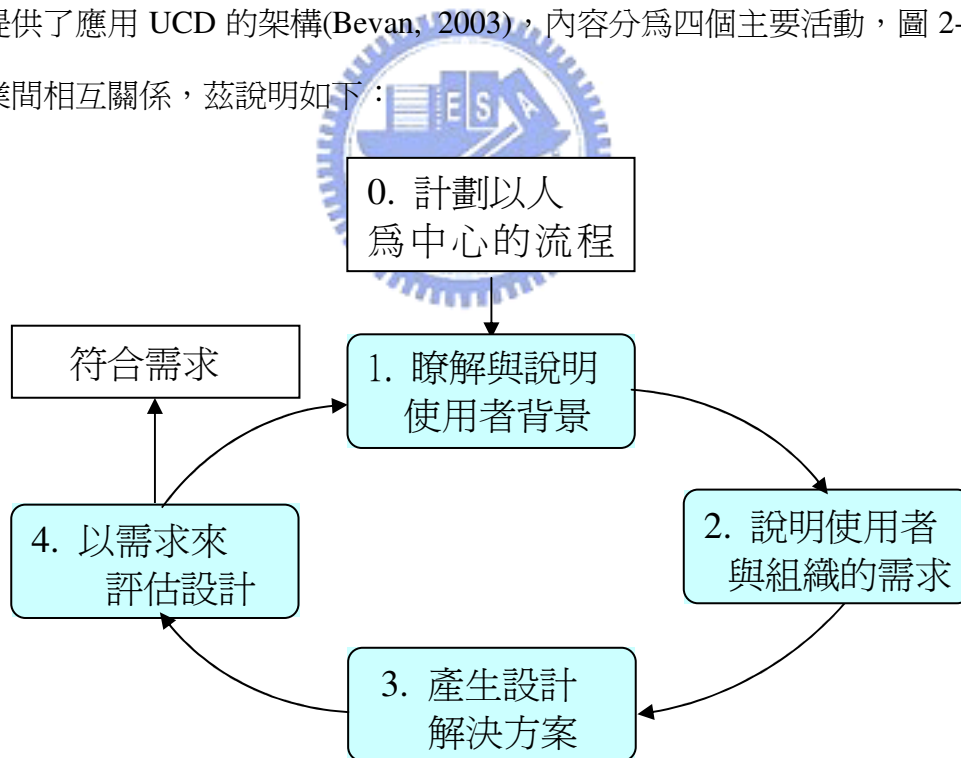 提供了應用 UCD 的架構(Bevan, 2003)，內容分爲四個主要活動，圖 2-
業間相互關係，茲說明如下：
ESA
0. 計劃以人
爲中心的流程
符合需求
1. 瞭解與說明
使用者背景
4. 以需求來
評估設計
2. 說明使用者
與組織的需求
3. 產生設計
解決方案